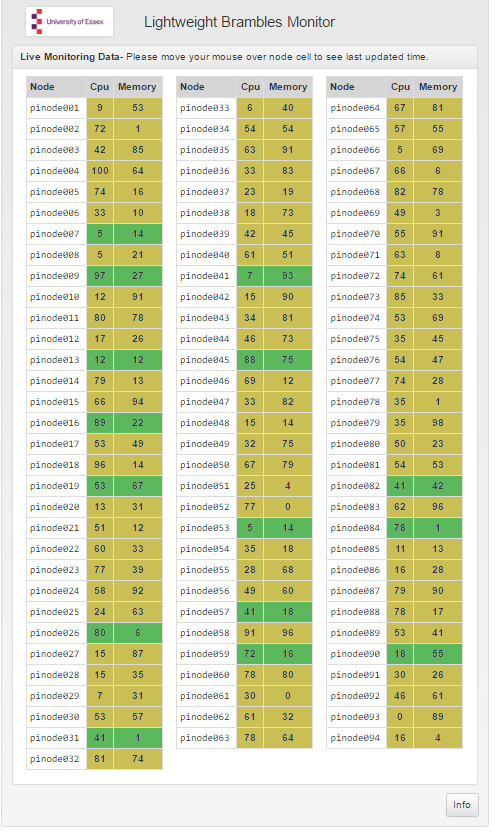 University of Essex
Lightweight Brambles Monitor
Live Monitoring Data- Please move your mouse over node cell to see last updated time.
Node Cpu Memory Node Cpu Memory Node Cpu Memory
pinode001 9 53 pinode033 6 40 pinode064 67 81
pinode002 72 1 pinode034 54 54 pinode065 57 55
pinode003 42 85 pinode035 63 91 pinode066 5 69
pinode004 100 64 pinode036 33 83 pinode067 66 6
pinode005 74 16 pinode037 23 19 pinode068 82 78
pinode006 33 10 pinode038 18 73 pinode069 49 3
pinode007 5 14 pinode039 42 45 pinode070 55 91
pinode008 5 21 pinode040 61 51 pinode071 63 8
pinode009 97 27 pinode041 7 93 pinode072 74 61
pinode010 12 91 pinode042 15 90 pinode073 85 33
pinode011 80 78 pinode043 34 81 pinode074 53 69
pinode012 17 26 pinode044 46 73 pinode075 35 45
pinode013 12 12 pinode045 88 75 pinode076 54 47
pinode014 79 13 pinode046 69 12 pinode077 74 28
pinode015 66 94 pinode047 33 82 pinode078 35 1
pinode016 89 22 pinode048 15 14 pinode079 35 98
pinode017 53 49 pinode049 32 75 pinode080 50 23
pinode018 96 14 pinode050 67 79 pinode081 54 53
pinode019 53 67 pinode051 25 4 pinode082 41 42
pinode020 13 31 pinode052 77 0 pinode083 62 96
pinode021 51 12 pinode053 5 14 pinode084 78 1
pinode022 60 33 pinode054 35 18 pinode085 11 13
pinode023 77 39 pinode055 28 68 pinode086 16 28
pinode024 58 92 pinode056 49 60 pinode087 79 90
pinode025 24 63 pinode057 41 18 pinode088 78 17
pinode026 80 6 pinode058 91 96 pinode089 53 41
pinode027 15 87 pinode059 72 16 pinode090 18 55
pinode028 15 35 pinode060 78 80 pinode091 30 26
pinode029 7 31 pinode061 30 0 pinode092 46 61
pinode030 53 57 pinode062 61 32 pinode093 0 89
pinode031 41 1 pinode063 78 64 pinode094 16 4
pinode032 81 74
Info